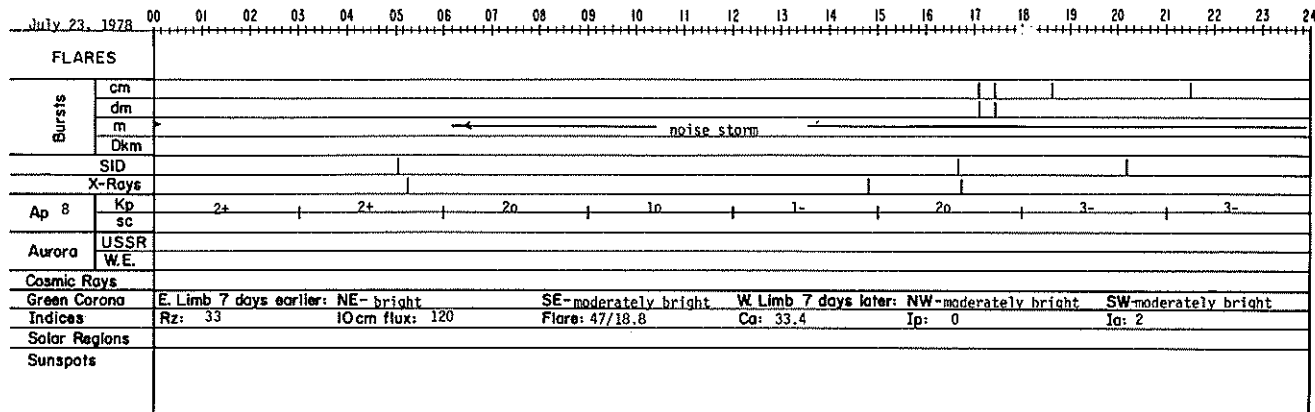 00 01 02 03 04 05 06 07 08 09 10 11 12 13 14 15 16 17 18 19 20 21 22 23 24
July 23, 1978
FLARES
Bursts
cm
dm
m noise storm
Dkm
SID
X-Rays
Ap 8 Kp 2+ 2+ 2o 1o 1- 2o 3- 3-
sc
Aurora USSR
W.E.
Cosmic Rays
Green Corona E. Limb 7 days earlier: NE- bright SE-moderately bright W. Limb 7 days later: NW-moderately bright SW-moderately bright
Indices Rz: 33 10cm flux: 120 Flare: 47/18.8 Ca: 33.4 Ip: 0 Ia: 2
Solar Regions
Sunspots